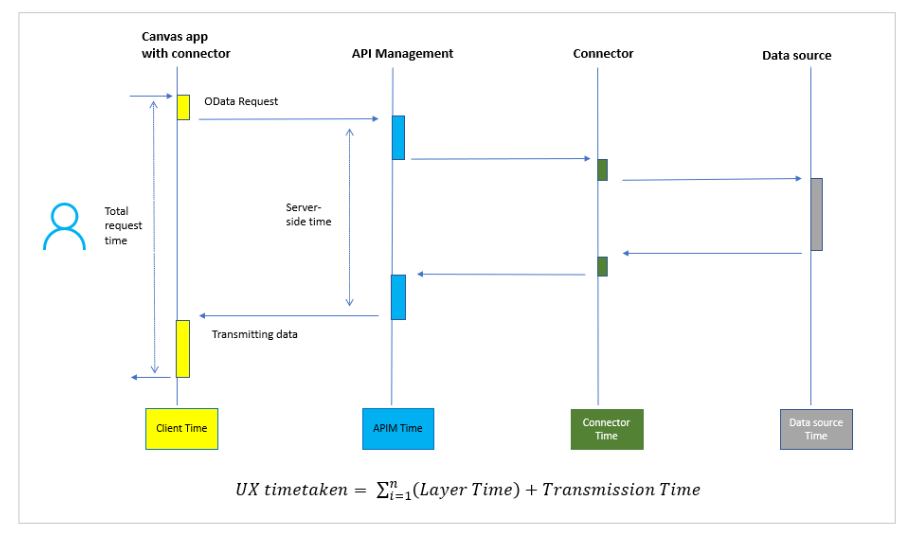 Canvas app
with connector
API Management
Connector
Data source
OData Request
Total
request
time
Server-
side time
Transmitting data
Client Time
APIM Time
Connector
Time
Data source
Time
UX timetaken = ∑ⁿᵢ₌₁(Layer Time) + Transmission Time